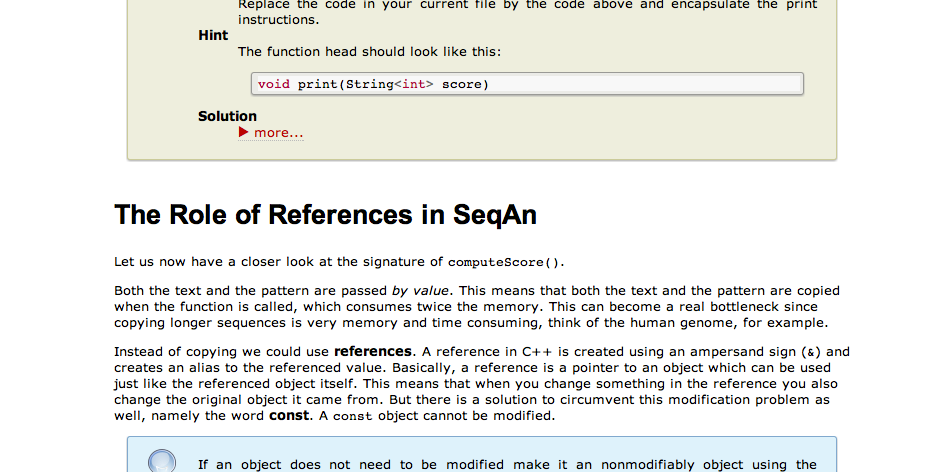 Replace the code in your current file by the code above and encapsulate the print
instructions.
Hint
The function head should look like this:
void print(String<int> score)
Solution
more...
The Role of References in SeqAn
Let us now have a closer look at the signature of computeScore().
Both the text and the pattern are passed by value. This means that both the text and the pattern are copied
when the function is called, which consumes twice the memory. This can become a real bottleneck since
copying longer sequences is very memory and time consuming, think of the human genome, for example.
Instead of copying we could use references. A reference in C++ is created using an ampersand sign (&) and
creates an alias to the referenced value. Basically, a reference is a pointer to an object which can be used
just like the referenced object itself. This means that when you change something in the reference you also
change the original object it came from. But there is a solution to circumvent this modification problem as
well, namely the word const. A const object cannot be modified.
If an object does not need to be modified make it an nonmodifiably object using the